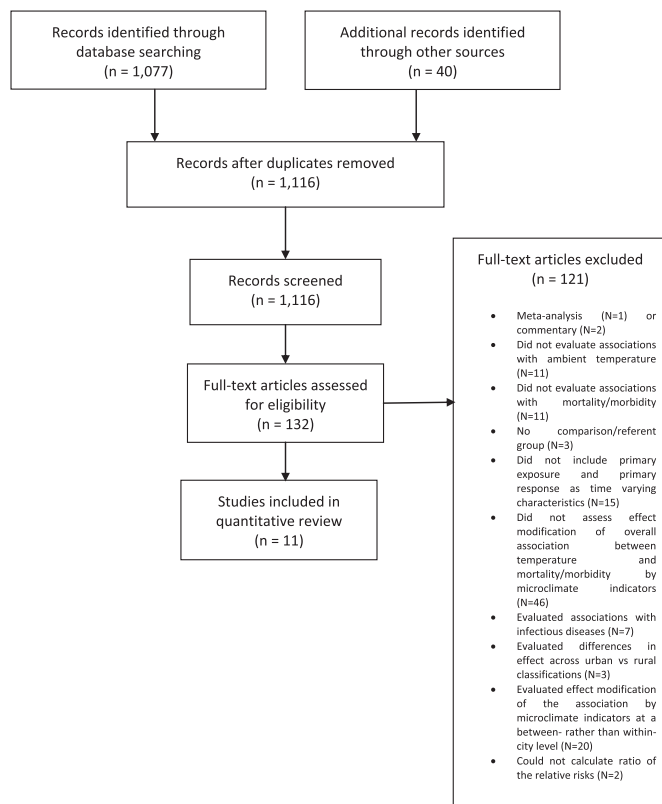 Records identified through
database searching
(n = 1,077)
Additional records identified
through other sources
(n = 40)
Records after duplicates removed
(n = 1,116)
Records screened
(n = 1,116)
Full-text articles assessed
for eligibility
(n = 132)
Studies included in
quantitative review
(n = 11)
Full-text articles excluded
(n = 121)
• Meta-analysis (N=1) or
commentary (N=2)
• Did not evaluate associations
with ambient temperature
(N=11)
• Did not evaluate associations
with mortality/morbidity
(N=11)
• No comparison/referent
group (N=3)
• Did not include primary
exposure and primary
response as time varying
characteristics (N=15)
• Did not assess effect
modification of overall
association between
temperature and
mortality/morbidity by
microclimate indicators
(N=46)
• Evaluated associations with
infectious diseases (N=7)
• Evaluated differences in
effect across urban vs rural
classifications (N=3)
• Evaluated effect modification
of the association by
microclimate indicators at a
between- rather than within-
city level (N=20)
• Could not calculate ratio of
the relative risks (N=2)